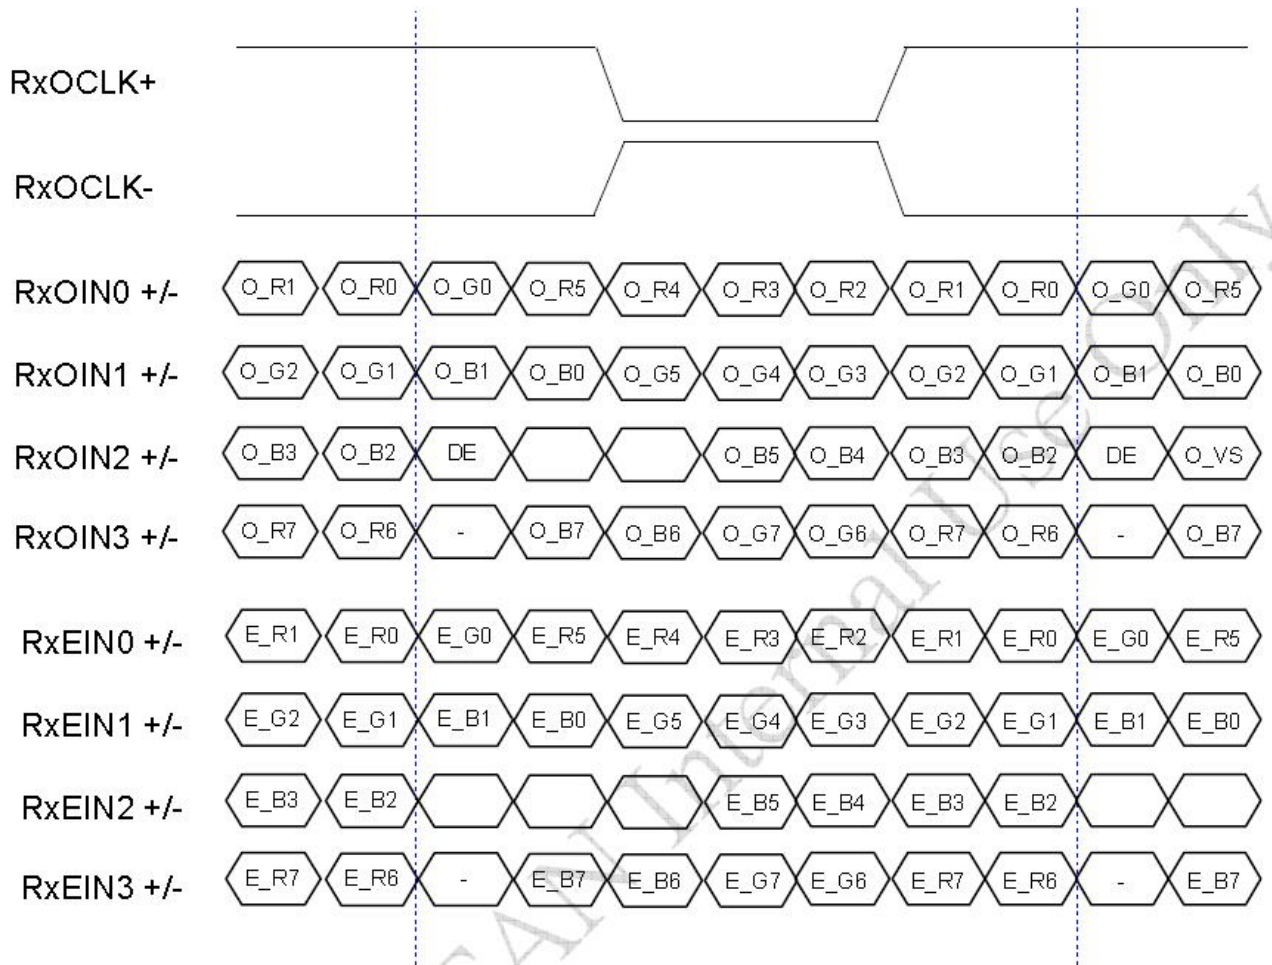 RxOCLK+
RxOCLK-
RxOIN0 +/- O_R1 O_R0 O_G0 O_R5 O_R4 O_R3 O_R2 O_R1 O_R0 O_G0 O_R5
RxOIN1 +/- O_G2 O_G1 O_B1 O_B0 O_G5 O_G4 O_G3 O_G2 O_G1 O_B1 O_B0
RxOIN2 +/- O_B3 O_B2 DE O_B5 O_B4 O_B3 O_B2 DE O_VS
RxOIN3 +/- O_R7 O_R6 - O_B7 O_B6 O_G7 O_G6 O_R7 O_R6 - O_B7
RxEIN0 +/- E_R1 E_R0 E_G0 E_R5 E_R4 E_R3 E_R2 E_R1 E_R0 E_G0 E_R5
RxEIN1 +/- E_G2 E_G1 E_B1 E_B0 E_G5 E_G4 E_G3 E_G2 E_G1 E_B1 E_B0
RxEIN2 +/- E_B3 E_B2 E_B5 E_B4 E_B3 E_B2
RxEIN3 +/- E_R7 E_R6 - E_B7 E_B6 E_G7 E_G6 E_R7 E_R6 - E_B7
Internal Use Only